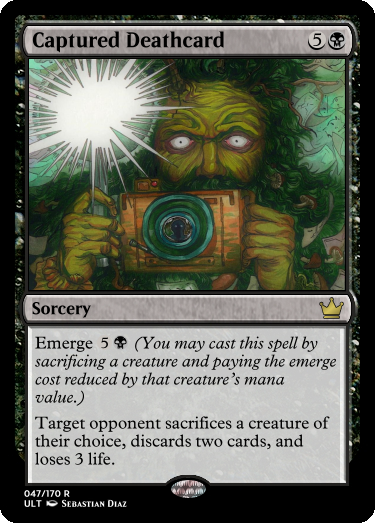 Captured Deathcard 5
Sorcery
Emerge 5 (You may cast this spell by
sacrificing a creature and paying the emerge
cost reduced by that creature's mana
value.)
Target opponent sacrifices a creature of
their choice, discards two cards, and
loses 3 life.
047/170 R
ULT Sebastian Diaz